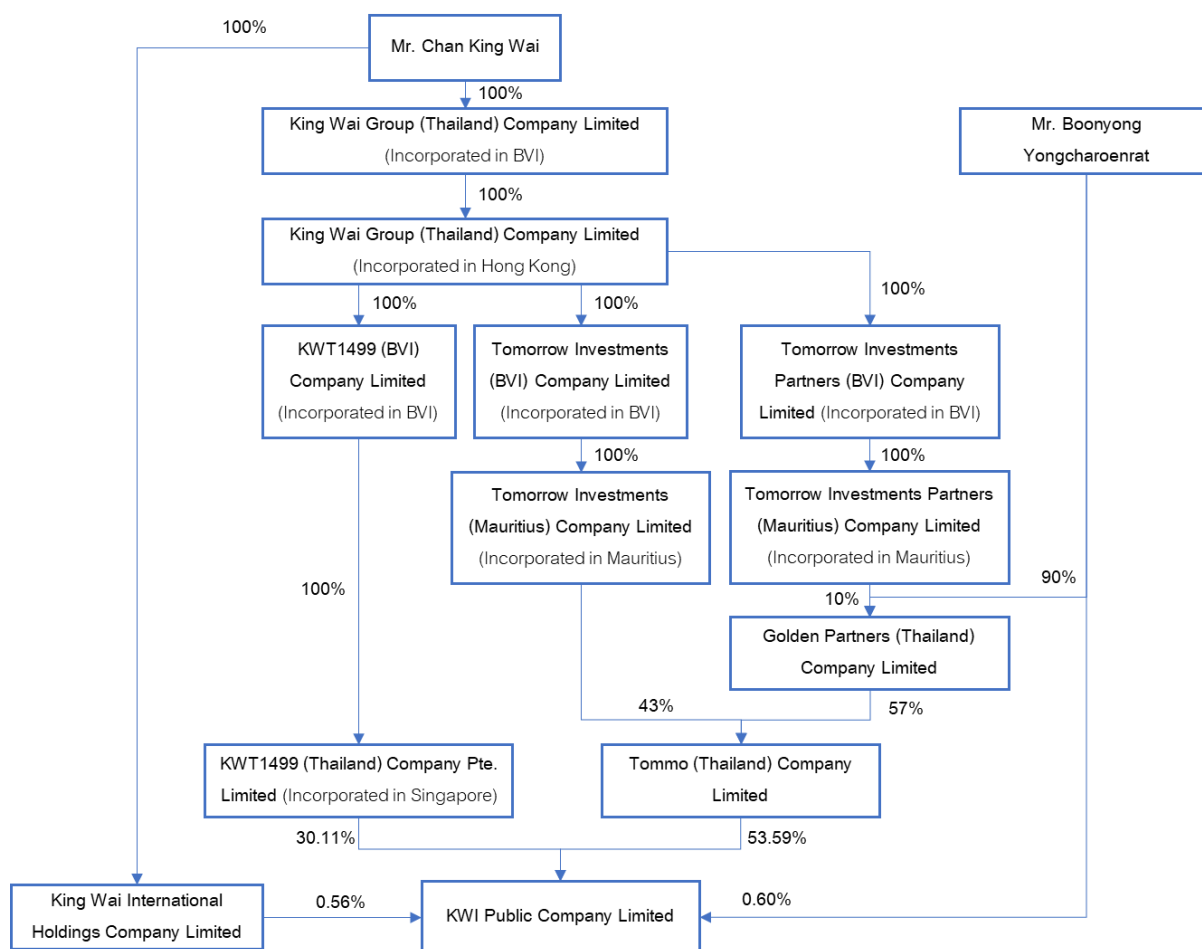 100%
Mr. Chan King Wai
100%
King Wai Group (Thailand) Company Limited
(Incorporated in BVI)
Mr. Boonyong
Yongcharoenrat
100%
King Wai Group (Thailand) Company Limited
(Incorporated in Hong Kong)
100%
100%
100%
KWT1499 (BVI)
Company Limited
(Incorporated in BVI)
Tomorrow Investments
(BVI) Company Limited
(Incorporated in BVI)
Tomorrow Investments
Partners (BVI) Company
Limited (Incorporated in BVI)
100%
100%
Tomorrow Investments
(Mauritius) Company Limited
(Incorporated in Mauritius)
Tomorrow Investments Partners
(Mauritius) Company Limited
(Incorporated in Mauritius)
100%
90%
10%
Golden Partners (Thailand)
Company Limited
43%
57%
KWT1499 (Thailand) Company Pte.
Limited (Incorporated in Singapore)
Tommo (Thailand) Company
Limited
30.11%
53.59%
King Wai International
Holdings Company Limited
0.56%
KWI Public Company Limited
0.60%